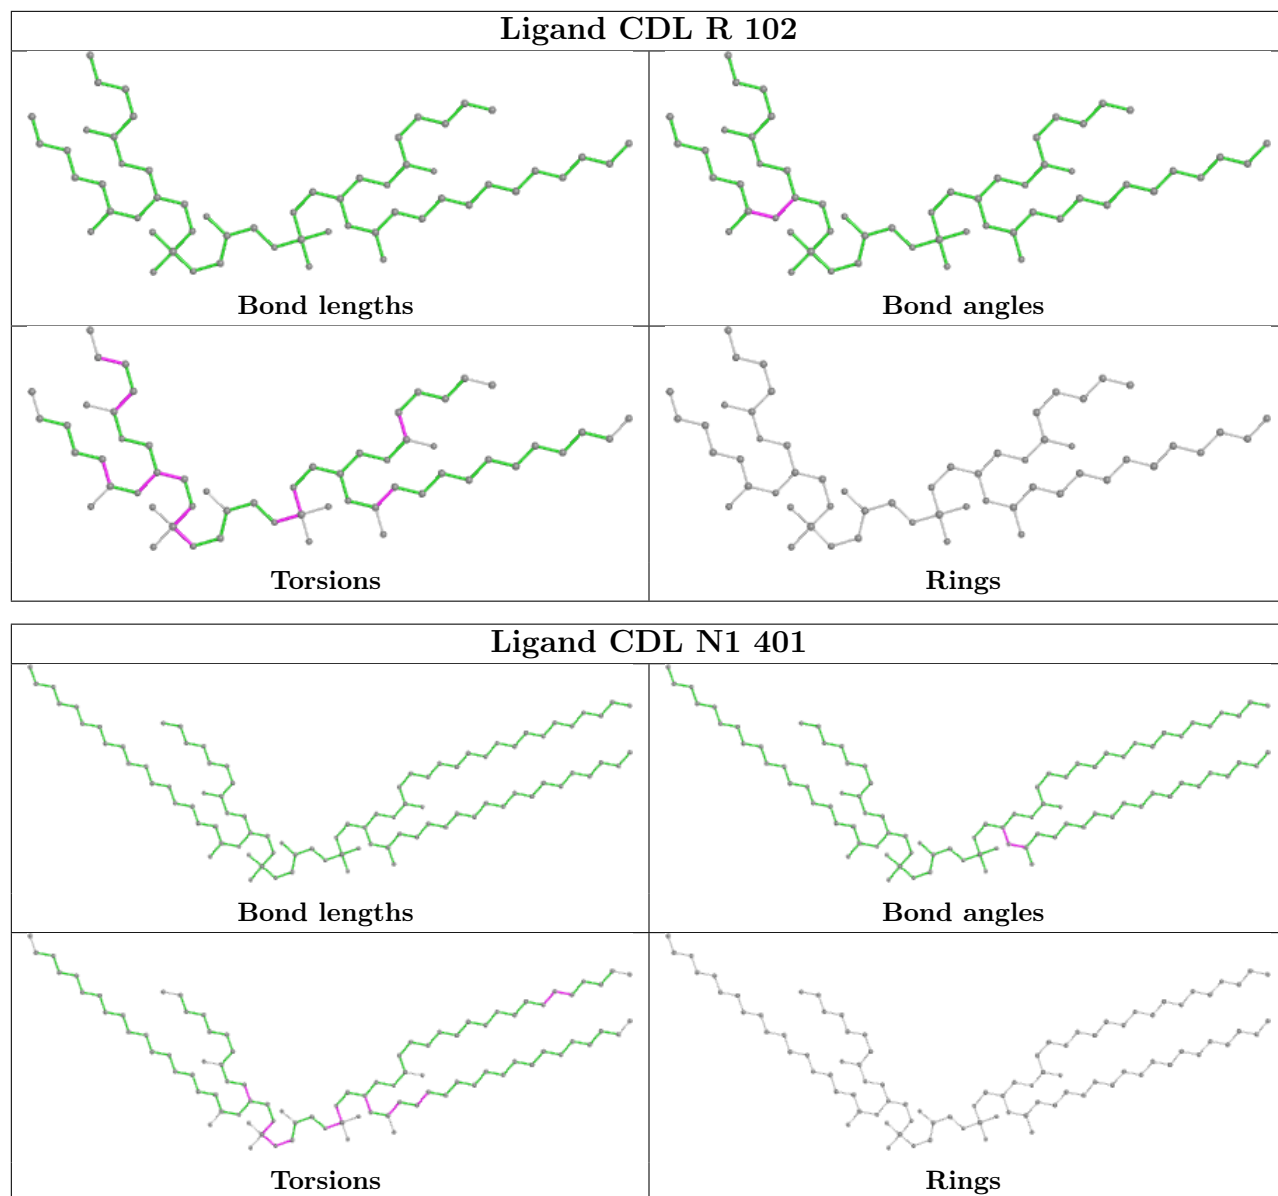 Ligand CDL R 102
Bond lengths
Bond angles
Torsions
Rings
Ligand CDL N1 401
Bond lengths
Bond angles
Torsions
Rings